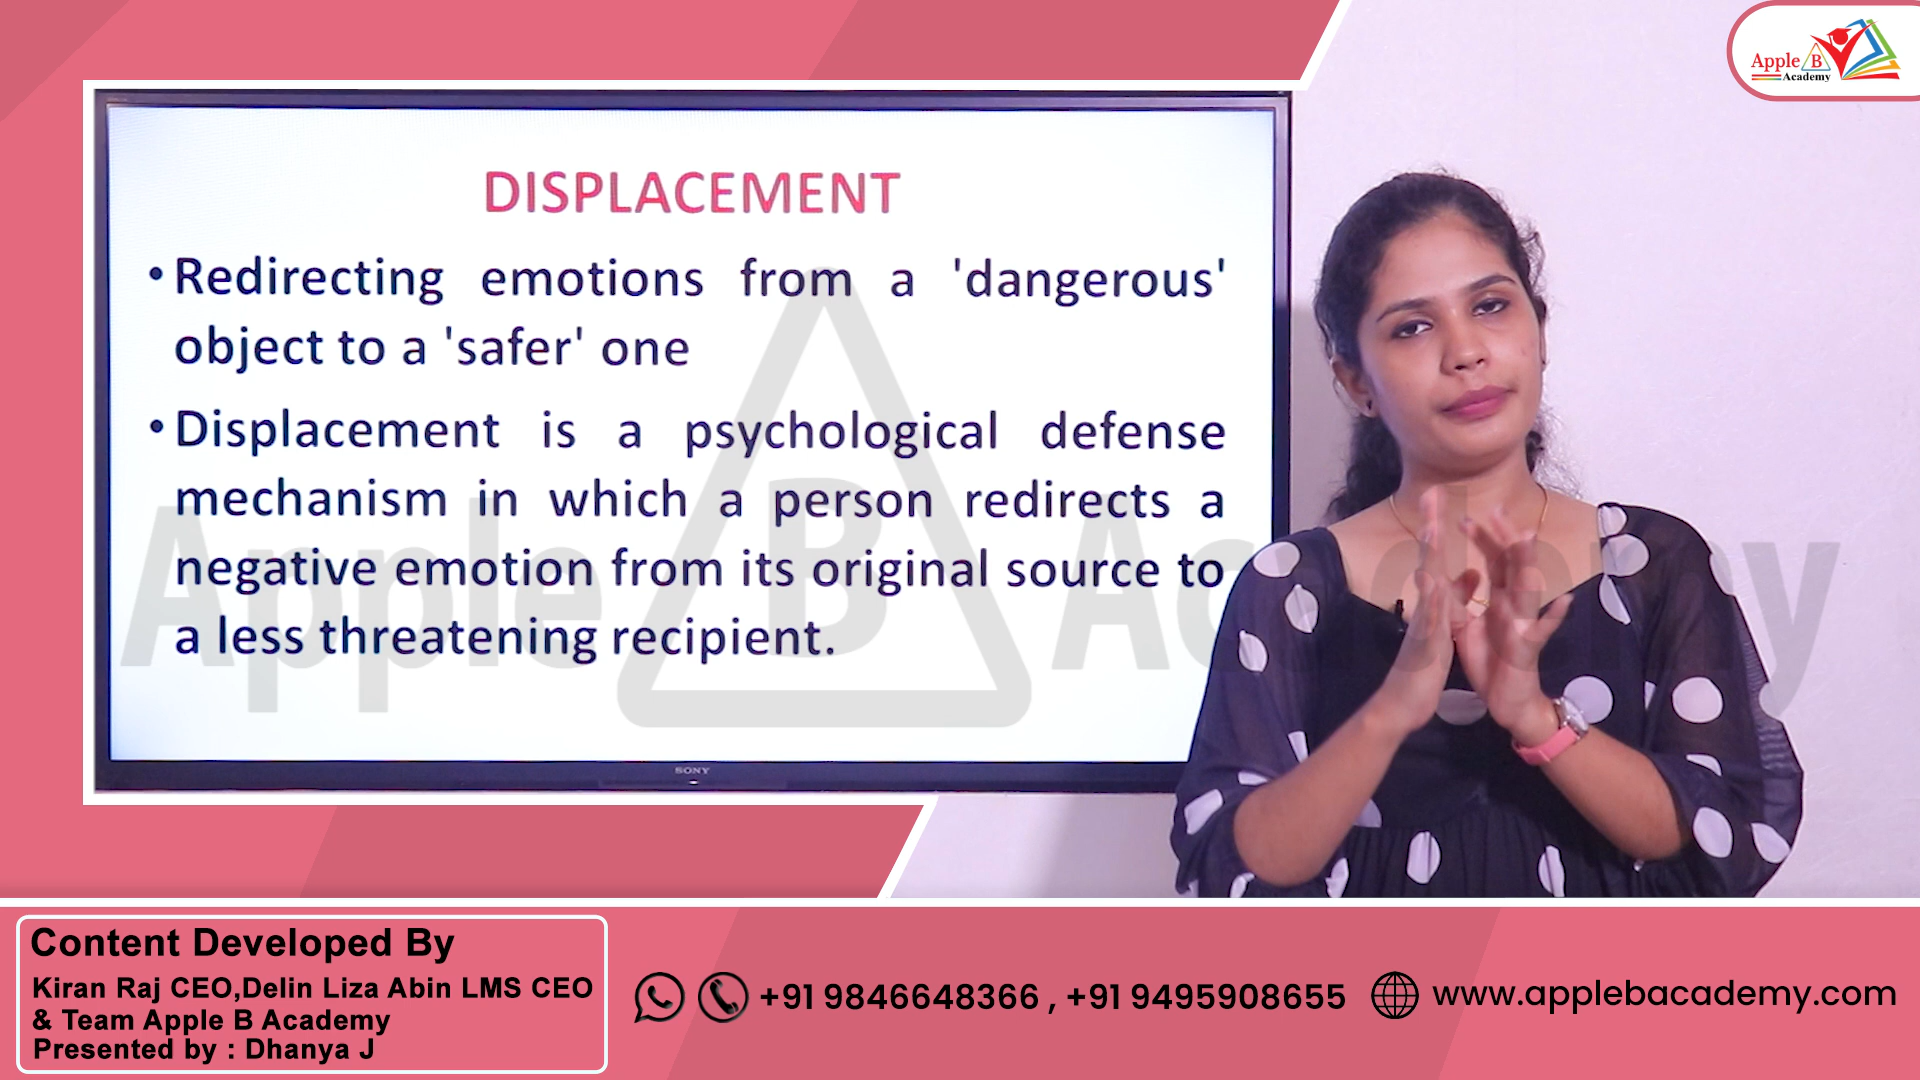 Apple B
Academy
DISPLACEMENT
• Redirecting emotions from a 'dangerous'
object to a 'safer' one
• Displacement is a psychological defense
mechanism in which a person redirects a
negative emotion from its original source to
a less threatening recipient.
Apple B Academy
SONY
Content Developed By
Kiran Raj CEO,Delin Liza Abin LMS CEO
& Team Apple B Academy
Presented by : Dhanya J
+91 9846648366 , +91 9495908655
www.applebacademy.com